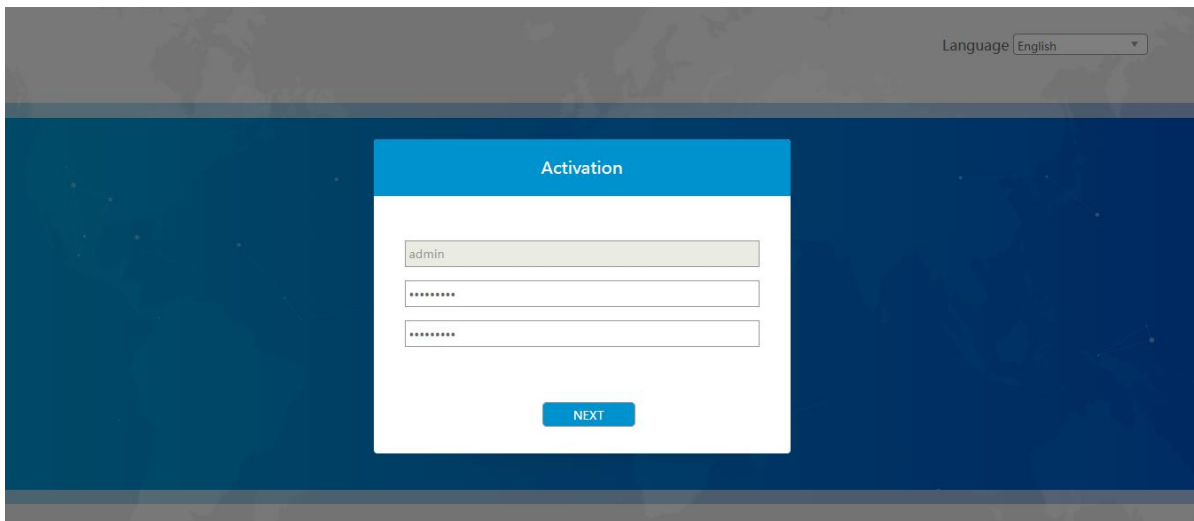 Language English
Activation
admin
•••••••••
•••••••••
NEXT